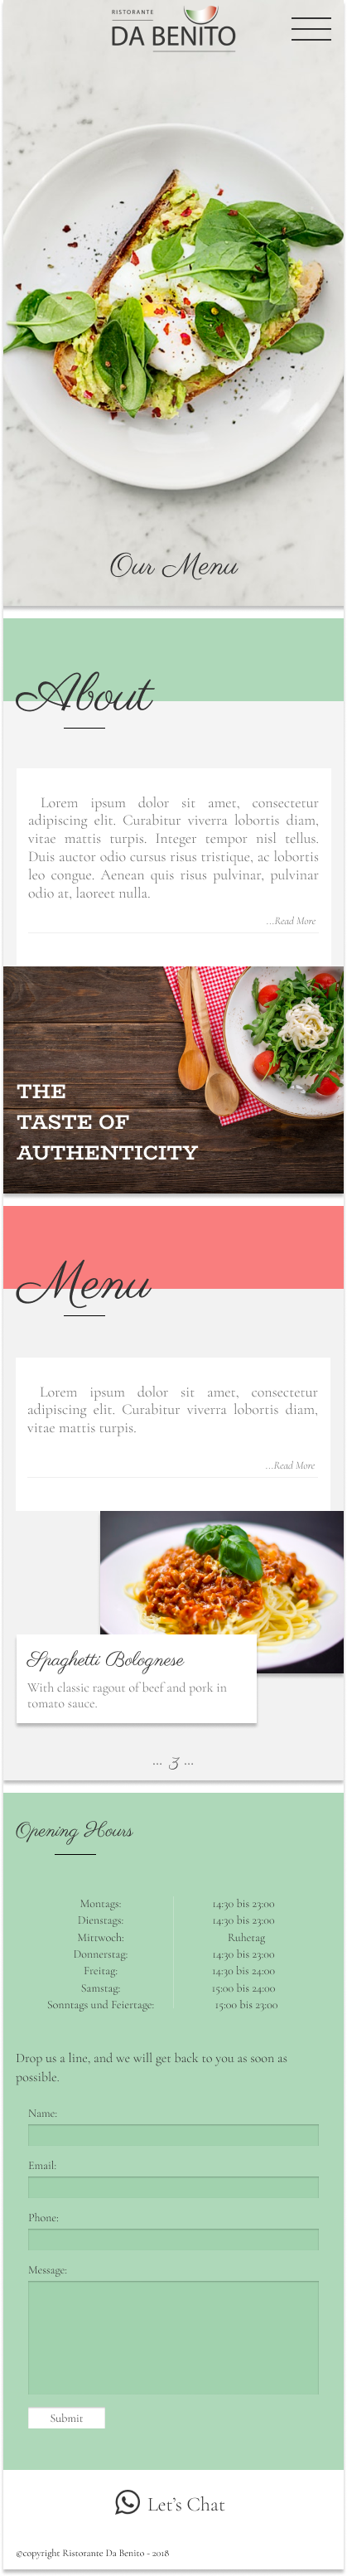 RISTORANTE
DA BENITO
Our Menu
About
Lorem ipsum dolor sit amet, consectetur
adipiscing elit. Curabitur viverra lobortis diam,
vitae mattis turpis. Integer tempor nisl tellus.
Duis auctor odio cursus risus tristique, ac lobortis
leo congue. Aenean quis risus pulvinar, pulvinar
odio at, laoreet nulla.
...Read More
THE
TASTE OF
AUTHENTICITY
Menu
Lorem ipsum dolor sit amet, consectetur
adipiscing elit. Curabitur viverra lobortis diam,
vitae mattis turpis.
...Read More
Spaghetti Bolognese
With classic ragout of beef and pork in
tomato sauce.
... 3 ...
Opening Hours
Montags: 14:30 bis 23:00
Dienstags: 14:30 bis 23:00
Mittwoch: Ruhetag
Donnerstag: 14:30 bis 23:00
Freitag: 14:30 bis 24:00
Samstag: 15:00 bis 24:00
Sonntags und Feiertage: 15:00 bis 23:00
Drop us a line, and we will get back to you as soon as
possible.
Name:
Email:
Phone:
Message:
Submit
Let's Chat
©copyright Ristorante Da Benito - 2018